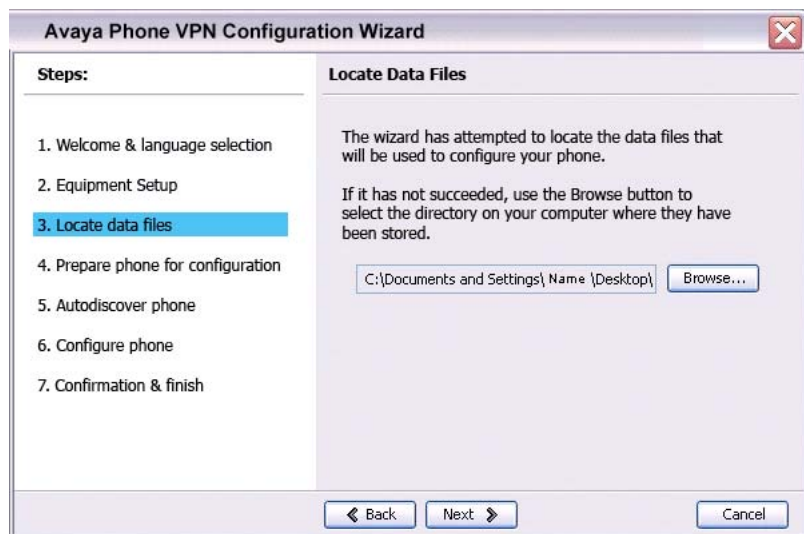 Avaya Phone VPN Configuration Wizard
Steps:
1. Welcome & language selection
2. Equipment Setup
3. Locate data files
4. Prepare phone for configuration
5. Autodiscover phone
6. Configure phone
7. Confirmation & finish
Locate Data Files
The wizard has attempted to locate the data files that
will be used to configure your phone.
If it has not succeeded, use the Browse button to
select the directory on your computer where they have
been stored.
C:\Documents and Settings\ Name \Desktop\
Browse...
Back
Next
Cancel